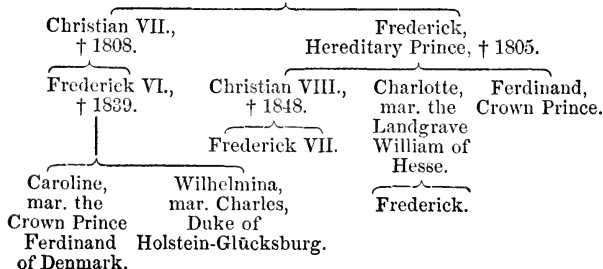 Christian VII.,
† 1808.
Frederick,
Hereditary Prince, † 1805.
Frederick VI.,
† 1839.
Christian VIII.,
† 1848.
Frederick VII.
Charlotte,
mar. the
Landgrave
William of
Hesse.
Frederick.
Ferdinand,
Crown Prince.
Caroline,
mar. the
Crown Prince
Ferdinand
of Denmark.
Wilhelmina,
mar. Charles,
Duke of
Holstein-Glücksburg.